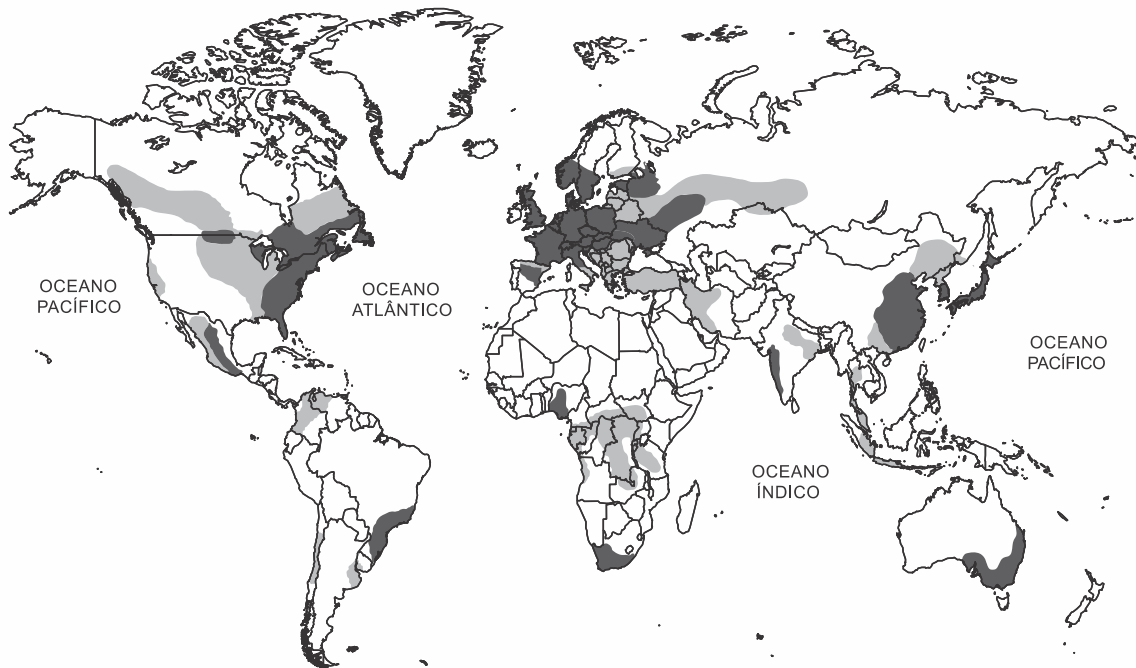 OCEANO
PACÍFICO
OCEANO
ATLÂNTICO
OCEANO
PACÍFICO
OCEANO
ÍNDICO